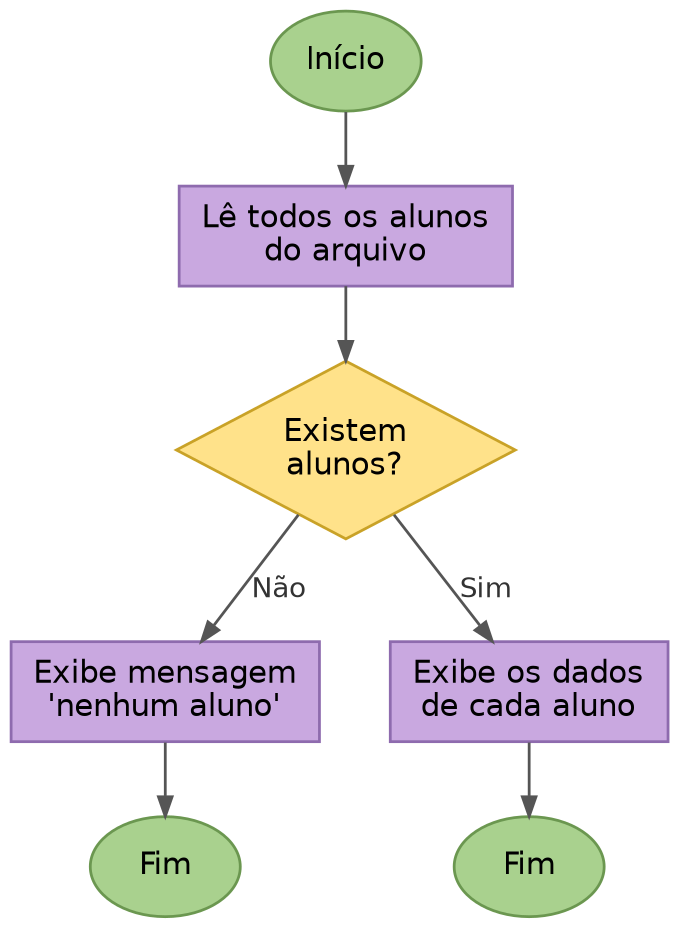 Início
Lê todos os alunos
do arquivo
Existem
alunos?
Não
Sim
Exibe mensagem
'nenhum aluno'
Exibe os dados
de cada aluno
Fim
Fim